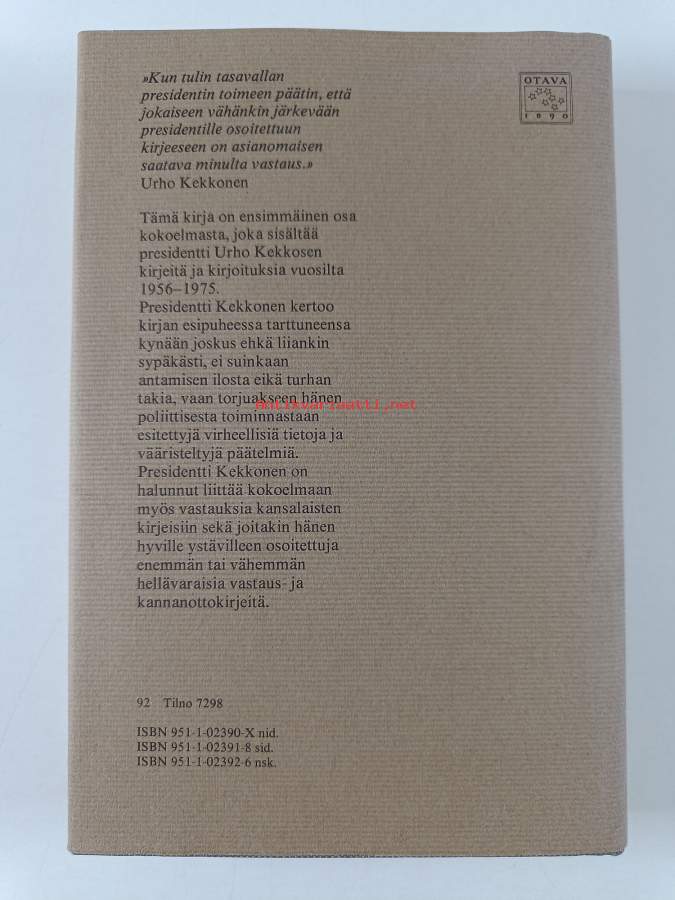 »Kun tulin tasavallan
presidentin toimeen päätin, että
jokaiseen vähänkin järkevään
presidentille osoitettuun
kirjeeseen on asianomaisen
saatava minulta vastaus.»
Urho Kekkonen
OTAVA
1890
Tämä kirja on ensimmäinen osa
kokoelmasta, joka sisältää
presidentti Urho Kekkosen
kirjeitä ja kirjoituksia vuosilta
1956–1975.
Presidentti Kekkonen kertoo
kirjan esipuheessa tarttuneensa
kynään joskus ehkä liiankin
sypäkästi, ei suinkaan
antamisen ilosta eikä turhan
takia, vaan torjuakseen hänen
Antikvariaatti.net
poliittisesta toiminnastaan
esitettyjä virheellisiä tietoja ja
vääristeltyjä päätelmiä.
Presidentti Kekkonen on
halunnut liittää kokoelmaan
myös vastauksia kansalaisten
kirjeisiin sekä joitakin hänen
hyville ystävilleen osoitettuja
enemmän tai vähemmän
hellävaraisia vastaus- ja
kannanottokirjeitä.
92 Tilno 7298
ISBN 951-1-02390-X nid.
ISBN 951-1-02391-8 sid.
ISBN 951-1-02392-6 nsk.